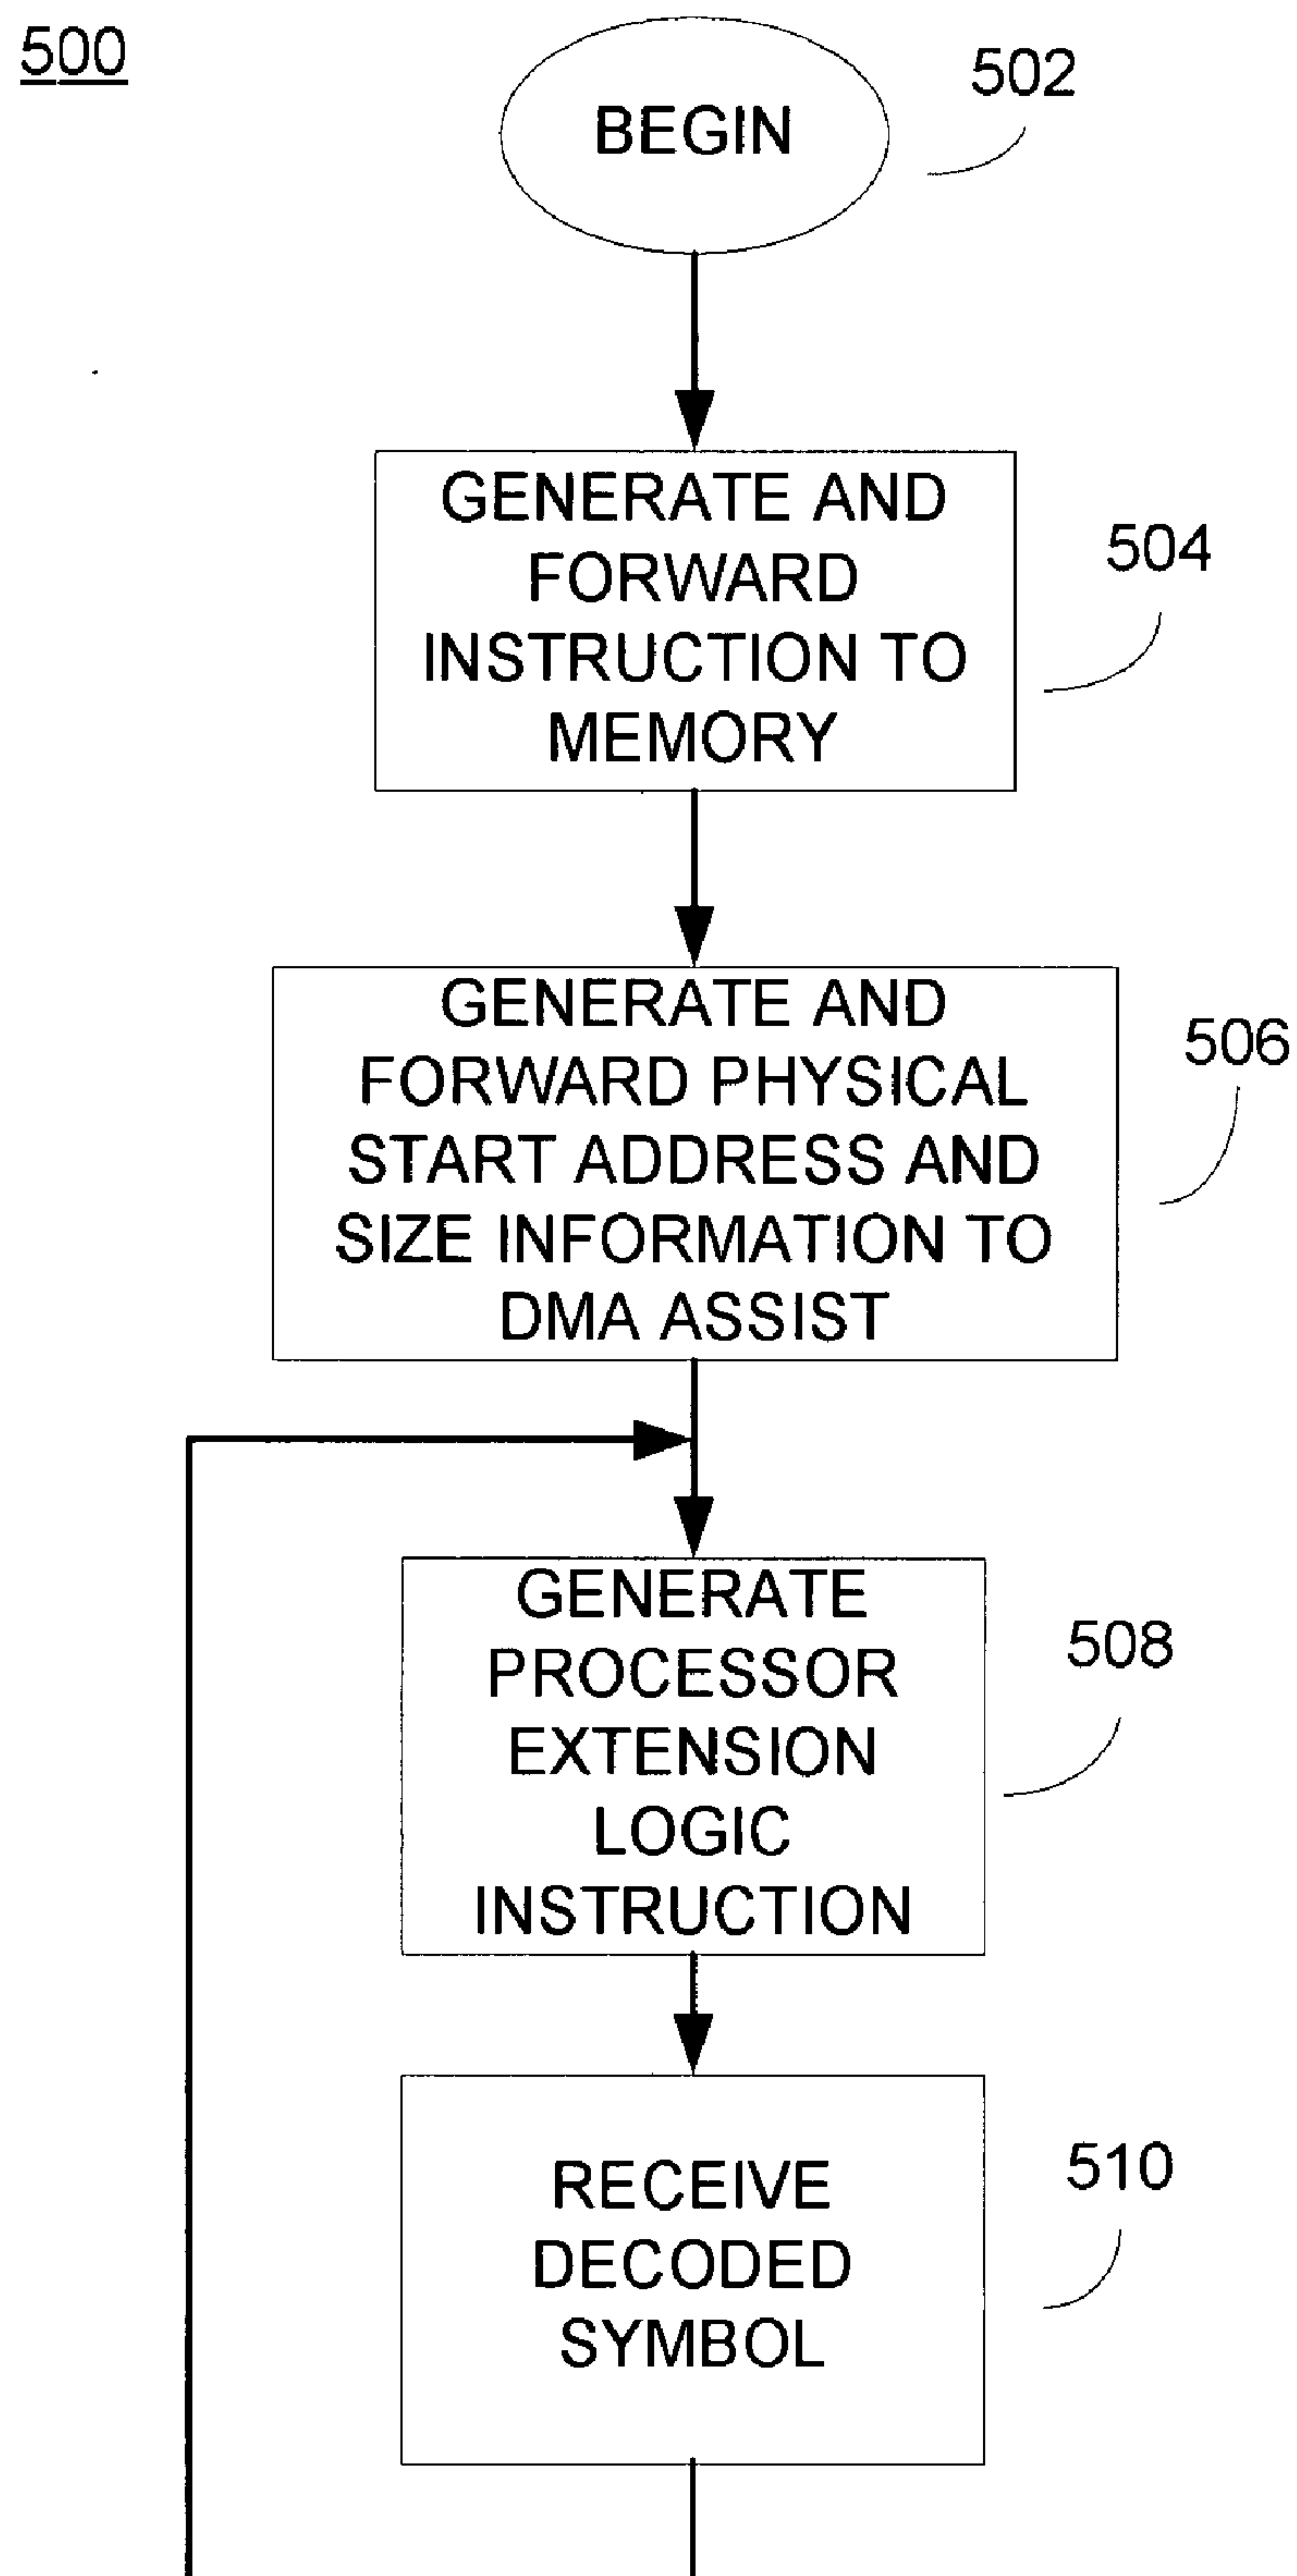 500
502
BEGIN
504
GENERATE AND
FORWARD
INSTRUCTION TO
MEMORY
506
GENERATE AND
FORWARD PHYSICAL
START ADDRESS AND
SIZE INFORMATION TO
DMA ASSIST
508
GENERATE
PROCESSOR
EXTENSION
LOGIC
INSTRUCTION
510
RECEIVE
DECODED
SYMBOL